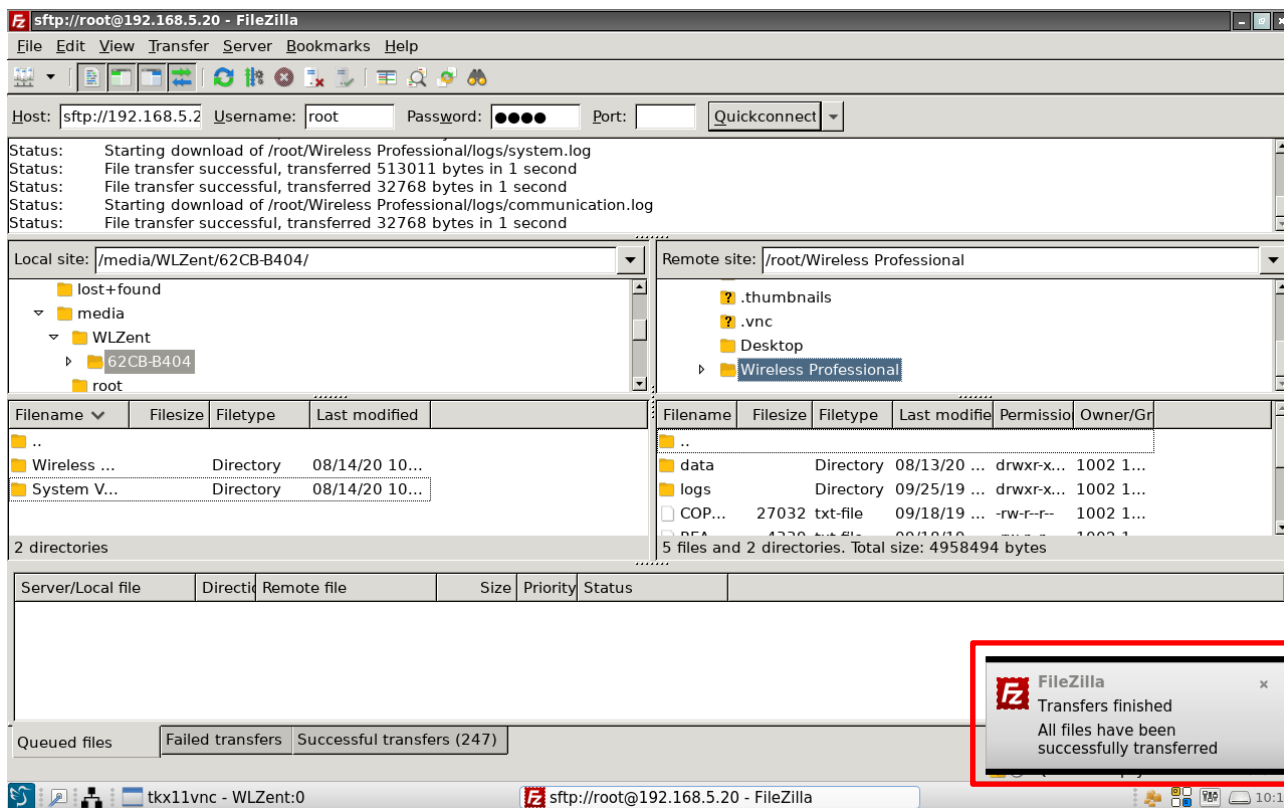 sftp://root@192.168.5.20 - FileZilla
File Edit View Transfer Server Bookmarks Help
Host: sftp://192.168.5.2 Username: root Password: ●●●● Port: Quickconnect
Status: Starting download of /root/Wireless Professional/logs/system.log
Status: File transfer successful, transferred 513011 bytes in 1 second
Status: File transfer successful, transferred 32768 bytes in 1 second
Status: Starting download of /root/Wireless Professional/logs/communication.log
Status: File transfer successful, transferred 32768 bytes in 1 second
Local site: /media/WLZent/62CB-B404/
lost+found
media
WLZent
62CB-B404
root
Remote site: /root/Wireless Professional
.thumbnails
.vnc
Desktop
Wireless Professional
Filename Filesize Filetype Last modified
..
Wireless ... Directory 08/14/20 10...
System V... Directory 08/14/20 10...
2 directories
Filename Filesize Filetype Last modifie Permissio Owner/Gr
..
data Directory 08/13/20 ... drwxr-x... 1002 1...
logs Directory 09/25/19 ... drwxr-x... 1002 1...
COP... 27032 txt-file 09/18/19 ... -rw-r--r-- 1002 1...
5 files and 2 directories. Total size: 4958494 bytes
Server/Local file Directio Remote file Size Priority Status
FileZilla
Transfers finished
All files have been
successfully transferred
Queued files Failed transfers Successful transfers (247)
tkx11vnc - WLZent:0 sftp://root@192.168.5.20 - FileZilla 10:1